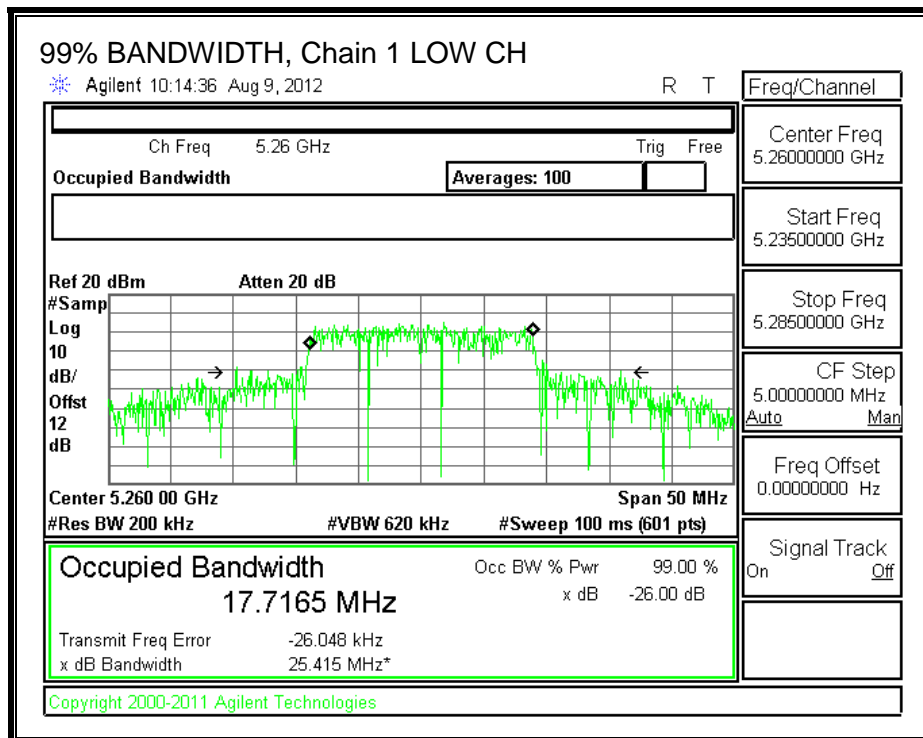 99% BANDWIDTH, Chain 1 LOW CH
Agilent 10:14:36 Aug 9, 2012 R T
Freq/Channel
Ch Freq 5.26 GHz Trig Free
Occupied Bandwidth Averages: 100
Center Freq
5.26000000 GHz
Start Freq
5.23500000 GHz
Stop Freq
5.28500000 GHz
CF Step
5.00000000 MHz
Auto Man
Freq Offset
0.00000000 Hz
Signal Track
On Off
Ref 20 dBm Atten 20 dB
#Samp
Log
10
dB/
Offst
12
dB
Center 5.260 00 GHz Span 50 MHz
#Res BW 200 kHz #VBW 620 kHz #Sweep 100 ms (601 pts)
Occupied Bandwidth Occ BW % Pwr 99.00 %
17.7165 MHz x dB -26.00 dB
Transmit Freq Error -26.048 kHz
x dB Bandwidth 25.415 MHz*
Copyright 2000-2011 Agilent Technologies